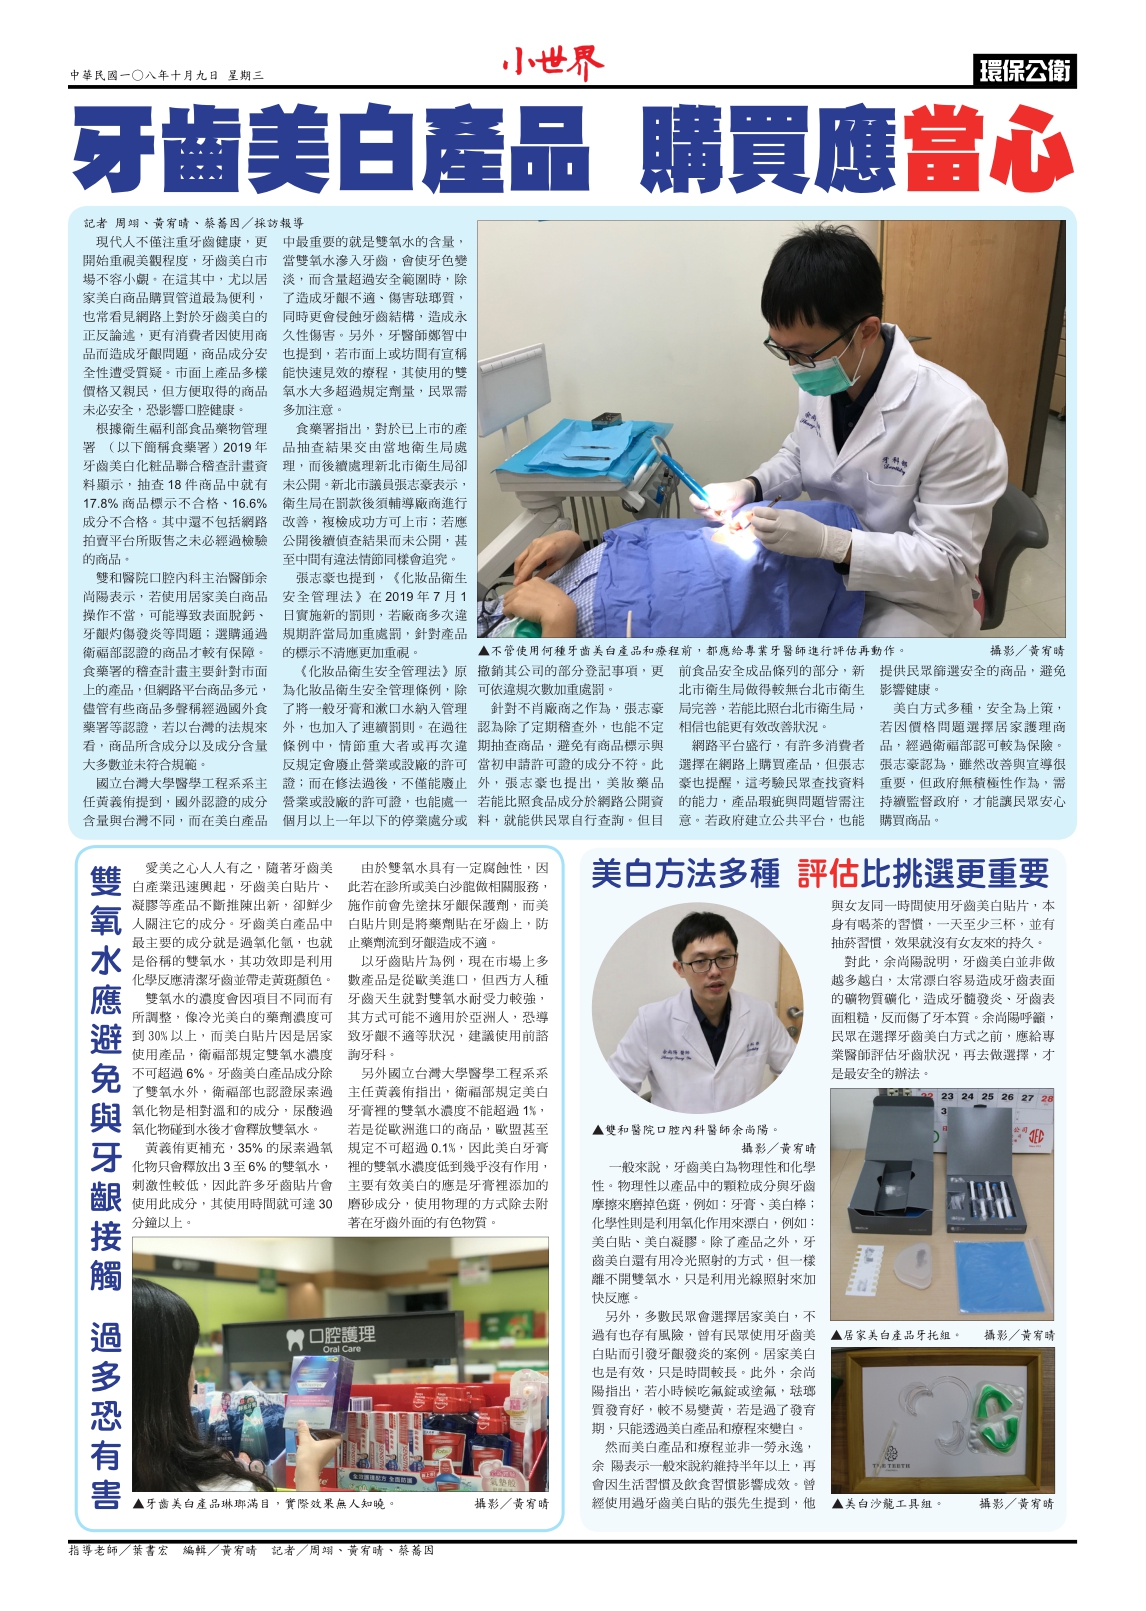 中華民國一〇八年十月九日 星期三
小世界
環保公衛
牙齒美白產品 購買應當心
記者 周翊、黃宥晴、蔡蕎因／採訪報導
現代人不僅注重牙齒健康，更
開始重視美觀程度，牙齒美白市
場不容小覷。在這其中，尤以居
家美白商品購買管道最為便利，
也常看見網路上對於牙齒美白的
正反論述，更有消費者因使用商
品而造成牙齦問題，商品成分安
全性遭受質疑。市面上產品多樣
價格又親民，但方便取得的商品
未必安全，恐影響口腔健康。
根據衛生福利部食品藥物管理
署 （以下簡稱食藥署）2019 年
牙齒美白化粧品聯合稽查計畫資
料顯示，抽查 18 件商品中就有
17.8% 商品標示不合格、16.6%
成分不合格。其中還不包括網路
拍賣平台所販售之未必經過檢驗
的商品。
雙和醫院口腔內科主治醫師余
尚陽表示，若使用居家美白商品
操作不當，可能導致表面脫鈣、
牙齦灼傷發炎等問題；選購通過
衛福部認證的商品才較有保障。
食藥署的稽查計畫主要針對市面
上的產品，但網路平台商品多元，
儘管有些商品多聲稱經過國外食
藥署等認證，若以台灣的法規來
看，商品所含成分以及成分含量
大多數並未符合規範。
國立台灣大學醫學工程系系主
任黃義侑提到，國外認證的成分
含量與台灣不同，而在美白產品
中最重要的就是雙氧水的含量，
當雙氧水滲入牙齒，會使牙色變
淡，而含量超過安全範圍時，除
了造成牙齦不適、傷害琺瑯質，
同時更會侵蝕牙齒結構，造成永
久性傷害。另外，牙醫師鄭智中
也提到，若市面上或坊間有宣稱
能快速見效的療程，其使用的雙
氧水大多超過規定劑量，民眾需
多加注意。
食藥署指出，對於已上市的產
品抽查結果交由當地衛生局處
理，而後續處理新北市衛生局卻
未公開。新北市議員張志豪表示，
衛生局在罰款後須輔導廠商進行
改善，複檢成功方可上市；若應
公開後續偵查結果而未公開，甚
至中間有違法情節同樣會追究。
張志豪也提到，《化妝品衛生
安全管理法》在 2019 年 7 月 1
日實施新的罰則，若廠商多次違
規期許當局加重處罰，針對產品
的標示不清應更加重視。
《化妝品衛生安全管理法》原
為化妝品衛生安全管理條例，除
了將一般牙膏和漱口水納入管理
外，也加入了連續罰則。在過往
條例中，情節重大者或再次違
反規定會廢止營業或設廠的許可
證；而在修法過後，不僅能廢止
營業或設廠的許可證，也能處一
個月以上一年以下的停業處分或
▲不管使用何種牙齒美白產品和療程前，都應給專業牙醫師進行評估再動作。 攝影／黃宥晴
撤銷其公司的部分登記事項，更
可依違規次數加重處罰。
針對不肖廠商之作為，張志豪
認為除了定期稽查外，也能不定
期抽查商品，避免有商品標示與
當初申請許可證的成分不符。此
外，張志豪也提出，美妝藥品
若能比照食品成分於網路公開資
料，就能供民眾自行查詢。但目
前食品安全成品條列的部分，新
北市衛生局做得較無台北市衛生
局完善，若能比照台北市衛生局，
相信也能更有效改善狀況。
網路平台盛行，有許多消費者
選擇在網路上購買產品，但張志
豪也提醒，這考驗民眾查找資料
的能力，產品瑕疵與問題皆需注
意。若政府建立公共平台，也能
提供民眾篩選安全的商品，避免
影響健康。
美白方式多種，安全為上策，
若因價格問題選擇居家護理商
品，經過衛福部認可較為保險。
張志豪認為，雖然改善與宣導很
重要，但政府無積極性作為，需
持續監督政府，才能讓民眾安心
購買商品。
雙氧水應避免與牙齦接觸 過多恐有害
愛美之心人人有之，隨著牙齒美
白產業迅速興起，牙齒美白貼片、
凝膠等產品不斷推陳出新，卻鮮少
人關注它的成分。牙齒美白產品中
最主要的成分就是過氧化氫，也就
是俗稱的雙氧水，其功效即是利用
化學反應清潔牙齒並帶走黃斑顏色。
雙氧水的濃度會因項目不同而有
所調整，像冷光美白的藥劑濃度可
到 30% 以上，而美白貼片因是居家
使用產品，衛福部規定雙氧水濃度
不可超過 6%。牙齒美白產品成分除
了雙氧水外，衛福部也認證尿素過
氧化物是相對溫和的成分，尿酸過
氧化物碰到水後才會釋放雙氧水。
黃義侑更補充，35% 的尿素過氧
化物只會釋放出 3 至 6% 的雙氧水，
刺激性較低，因此許多牙齒貼片會
使用此成分，其使用時間就可達 30
分鐘以上。
由於雙氧水具有一定腐蝕性，因
此若在診所或美白沙龍做相關服務，
施作前會先塗抹牙齦保護劑，而美
白貼片則是將藥劑貼在牙齒上，防
止藥劑流到牙齦造成不適。
以牙齒貼片為例，現在市場上多
數產品是從歐美進口，但西方人種
牙齒天生就對雙氧水耐受力較強，
其方式可能不適用於亞洲人，恐導
致牙齦不適等狀況，建議使用前諮
詢牙科。
另外國立台灣大學醫學工程系系
主任黃義侑指出，衛福部規定美白
牙膏裡的雙氧水濃度不能超過 1%，
若是從歐洲進口的商品，歐盟甚至
規定不可超過 0.1%，因此美白牙膏
裡的雙氧水濃度低到幾乎沒有作用，
主要有效美白的應是牙膏裡添加的
磨砂成分，使用物理的方式除去附
著在牙齒外面的有色物質。
口腔護理
Oral Care
▲牙齒美白產品琳瑯滿目，實際效果無人知曉。 攝影／黃宥晴
美白方法多種 評估比挑選更重要
▲雙和醫院口腔內科醫師余尚陽。
攝影／黃宥晴
一般來說，牙齒美白為物理性和化學
性。物理性以產品中的顆粒成分與牙齒
摩擦來磨掉色斑，例如：牙膏、美白棒；
化學性則是利用氧化作用來漂白，例如：
美白貼、美白凝膠。除了產品之外，牙
齒美白還有用冷光照射的方式，但一樣
離不開雙氧水，只是利用光線照射來加
快反應。
另外，多數民眾會選擇居家美白，不
過有也存有風險，曾有民眾使用牙齒美
白貼而引發牙齦發炎的案例。居家美白
也是有效，只是時間較長。此外，余尚
陽指出，若小時候吃氟錠或塗氟，琺瑯
質發育好，較不易變黃，若是過了發育
期，只能透過美白產品和療程來變白。
然而美白產品和療程並非一勞永逸，
余 陽表示一般來說約維持半年以上，再
會因生活習慣及飲食習慣影響成效。曾
經使用過牙齒美白貼的張先生提到，他
與女友同一時間使用牙齒美白貼片，本
身有喝茶的習慣，一天至少三杯，並有
抽菸習慣，效果就沒有女友來的持久。
對此，余尚陽說明，牙齒美白並非做
越多越白，太常漂白容易造成牙齒表面
的礦物質礦化，造成牙髓發炎、牙齒表
面粗糙，反而傷了牙本質。余尚陽呼籲，
民眾在選擇牙齒美白方式之前，應給專
業醫師評估牙齒狀況，再去做選擇，才
是最安全的辦法。
22 23 24 25 26 27 28
JEC
▲居家美白產品牙托組。 攝影／黃宥晴
▲美白沙龍工具組。 攝影／黃宥晴
指導老師／葉書宏 編輯／黃宥晴 記者／周翊、黃宥晴、蔡蕎因